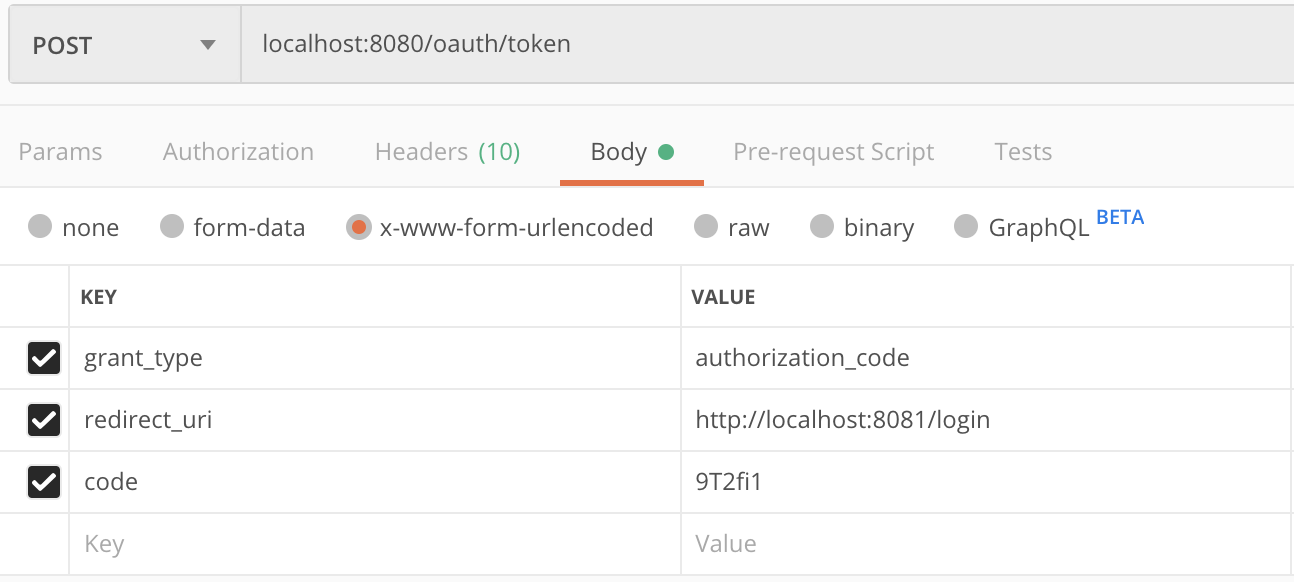 POST localhost:8080/oauth/token
Params Authorization Headers (10) Body Pre-request Script Tests
none form-data x-www-form-urlencoded raw binary GraphQL BETA
KEY VALUE
grant_type authorization_code
redirect_uri http://localhost:8081/login
code 9T2fi1
Key Value